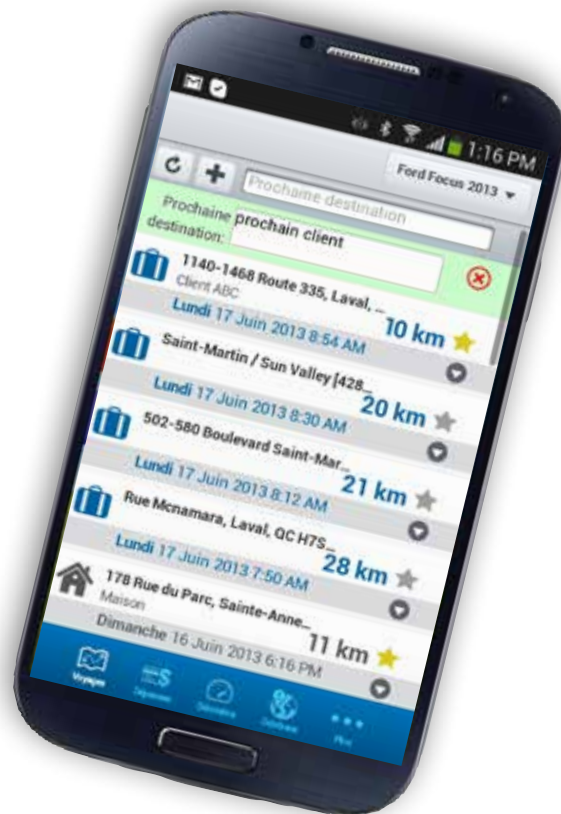 1:16 PM
Ford Focus 2013
Prochaine destination
Prochaine
destination:
prochain client
1140-1468 Route 335, Laval, ...
Client ABC
10 km
Lundi 17 Juin 2013 8:54 AM
Saint-Martin / Sun Valley [428...
20 km
Lundi 17 Juin 2013 8:30 AM
502-580 Boulevard Saint-Mar...
21 km
Lundi 17 Juin 2013 8:12 AM
Rue Mcnamara, Laval, QC H7S...
28 km
Lundi 17 Juin 2013 7:50 AM
178 Rue du Parc, Sainte-Anne...
Maison
11 km
Dimanche 16 Juin 2013 6:16 PM
Voyages
Plus